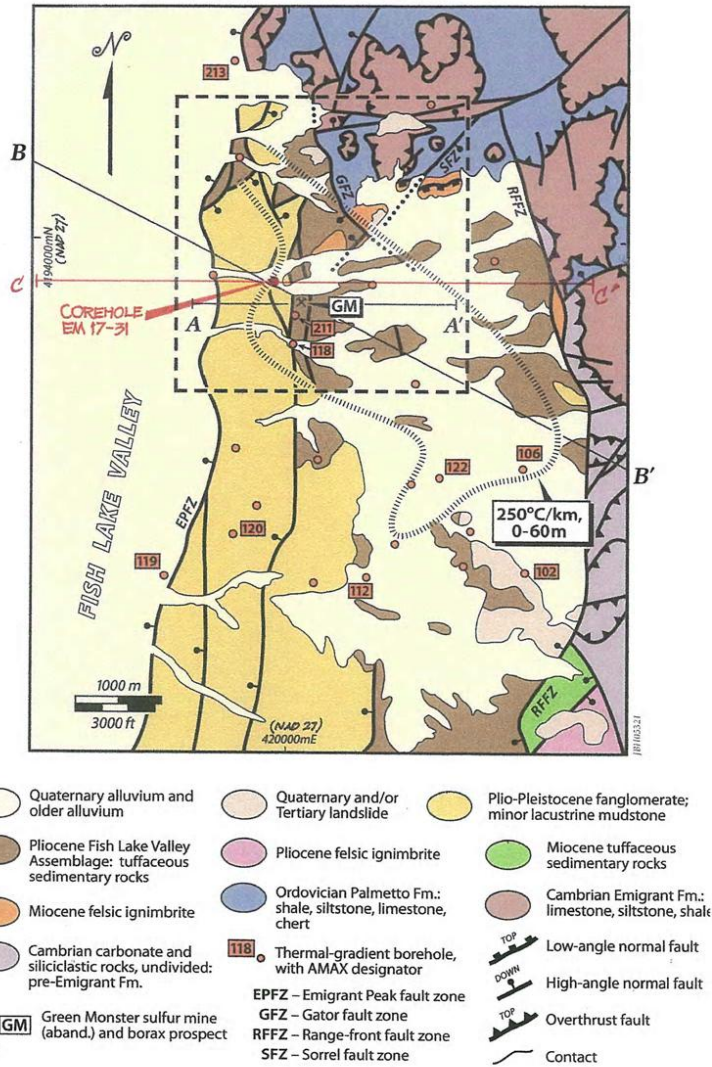 N
213
B
SFZ
GFZ
RFFZ
4194000mN
(NAD 27)
C
C"
COREHOLE
EM 17-31
A
GM
A'
211
118
FISH LAKE VALLEY
EPFZ
122
106
B'
250°C/km,
0-60m
120
119
112
102
1000 m
3000 ft
(NAD 27)
420000mE
RFFZ
Quaternary alluvium and
older alluvium
Quaternary and/or
Tertiary landslide
Plio-Pleistocene fanglomerate;
minor lacustrine mudstone
Pliocene Fish Lake Valley
Assemblage: tuffaceous
sedimentary rocks
Pliocene felsic ignimbrite
Miocene tuffaceous
sedimentary rocks
Miocene felsic ignimbrite
Ordovician Palmetto Fm.:
shale, siltstone, limestone,
chert
Cambrian Emigrant Fm.:
limestone, siltstone, shale
Cambrian carbonate and
siliciclastic rocks, undivided:
pre-Emigrant Fm.
118 Thermal-gradient borehole,
with AMAX designator
TOP Low-angle normal fault
DOWN High-angle normal fault
TOP Overthrust fault
Contact
GM Green Monster sulfur mine
(aband.) and borax prospect
EPFZ – Emigrant Peak fault zone
GFZ – Gator fault zone
RFFZ – Range-front fault zone
SFZ – Sorrel fault zone